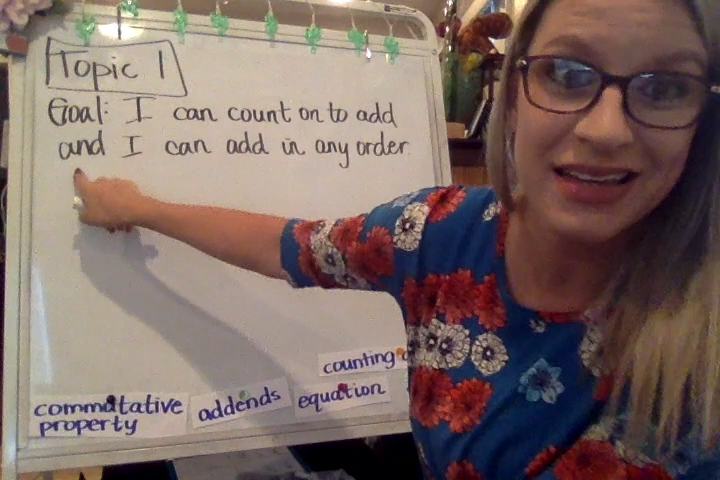 Topic 1
Goal: I can count on to add
and I can add in any order.
counting
commutative
property
addends
equation